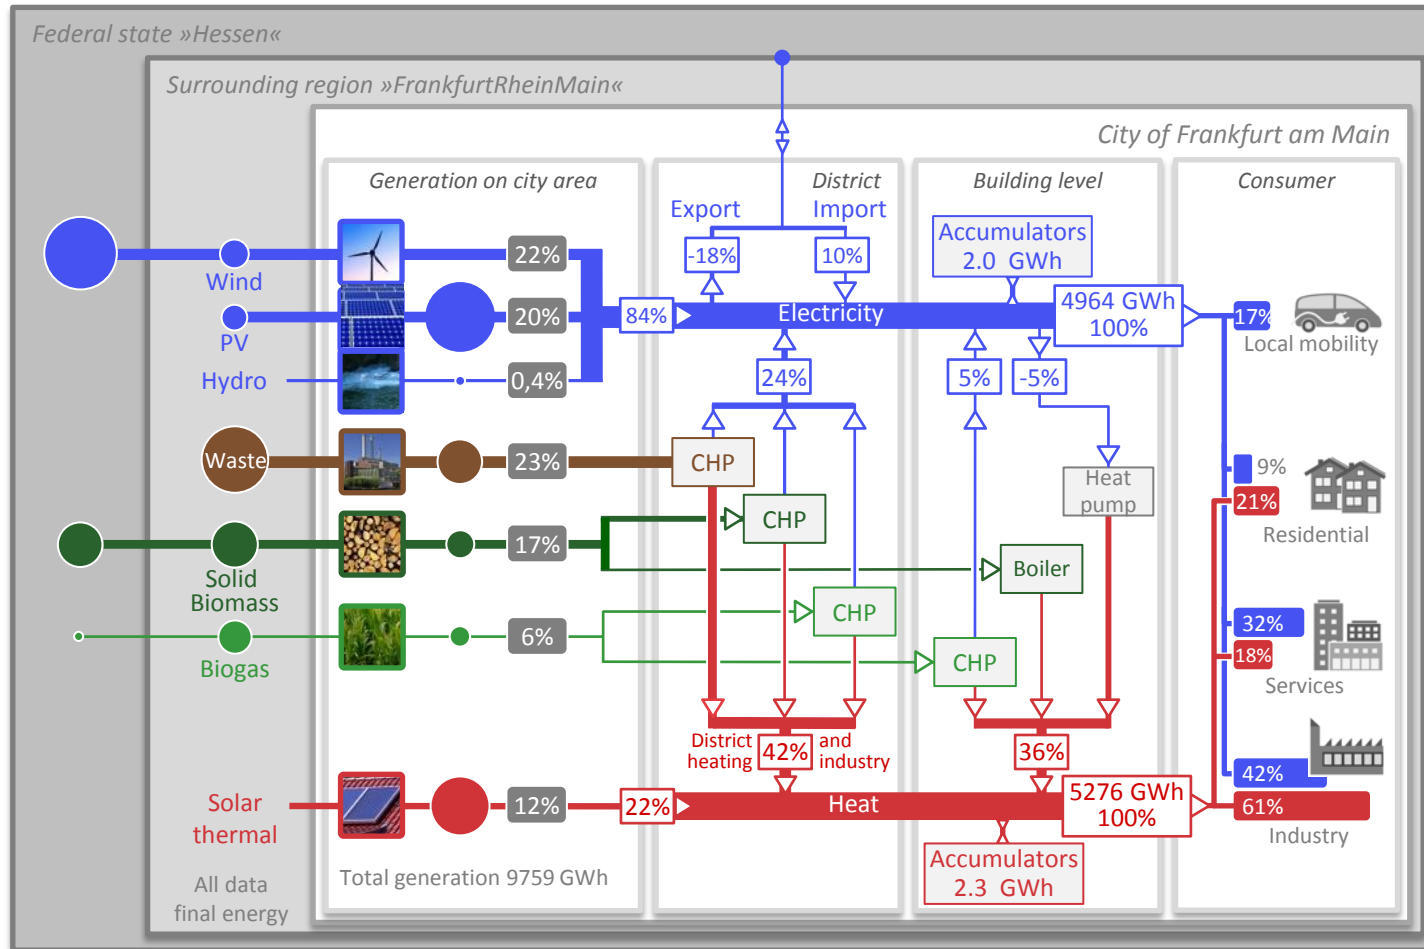 Federal state »Hessen«
Surrounding region »FrankfurtRheinMain«
City of Frankfurt am Main
Generation on city area
District
Building level
Consumer
Export
Import
-18%
10%
Accumulators
2.0 GWh
Wind
22%
PV
20%
84%
Electricity
4964 GWh
100%
17%
Local mobility
Hydro
0,4%
24%
5%
-5%
Waste
23%
CHP
Heat
pump
9%
21%
Residential
Solid
Biomass
17%
CHP
Boiler
Biogas
6%
CHP
CHP
32%
18%
Services
District
heating
42%
and
industry
36%
42%
Solar
thermal
12%
22%
Heat
5276 GWh
100%
61%
Industry
Accumulators
2.3 GWh
Total generation 9759 GWh
All data
final energy